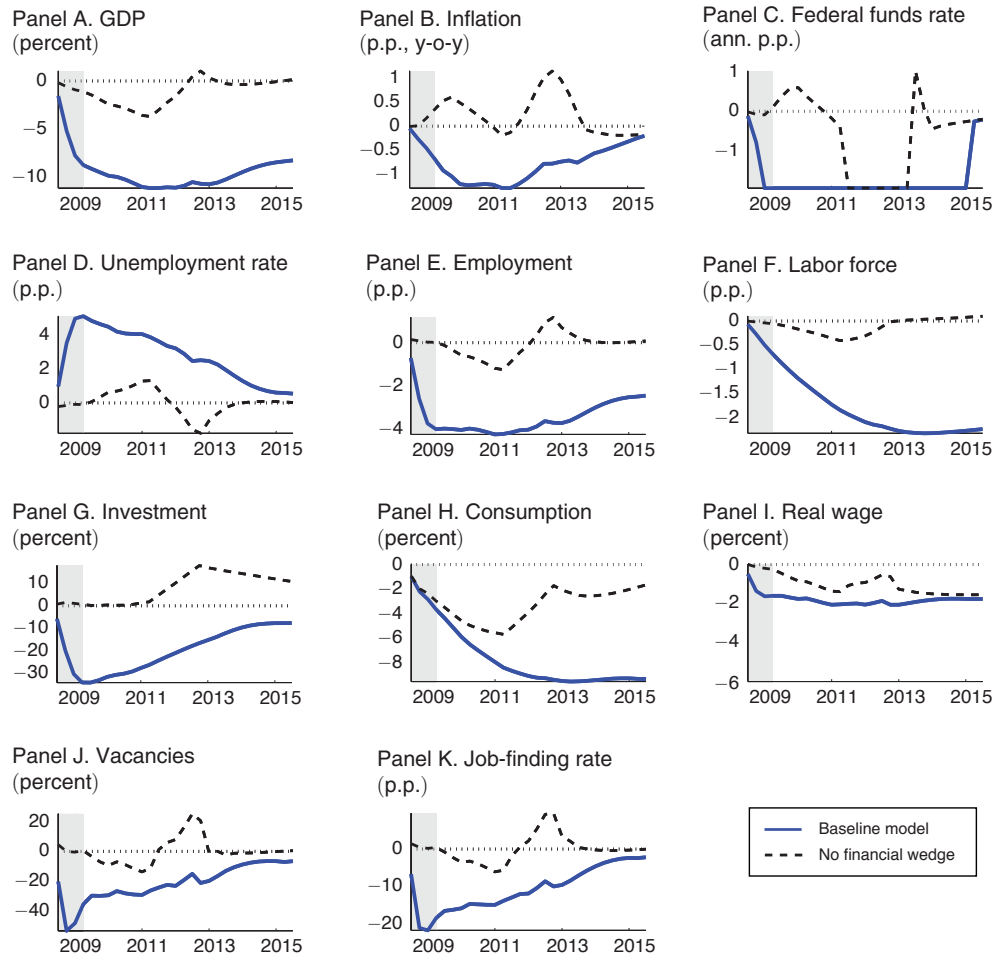 Panel A. GDP
(percent)
0
−5
−10
2009 2011 2013 2015
Panel B. Inflation
(p.p., y-o-y)
1
0.5
0
−0.5
−1
2009 2011 2013 2015
Panel C. Federal funds rate
(ann. p.p.)
1
0
−1
2009 2011 2013 2015
Panel D. Unemployment rate
(p.p.)
4
2
0
2009 2011 2013 2015
Panel E. Employment
(p.p.)
0
−2
−4
2009 2011 2013 2015
Panel F. Labor force
(p.p.)
0
−0.5
−1
−1.5
−2
2009 2011 2013 2015
Panel G. Investment
(percent)
10
0
−10
−20
−30
2009 2011 2013 2015
Panel H. Consumption
(percent)
0
−2
−4
−6
−8
2009 2011 2013 2015
Panel I. Real wage
(percent)
0
−2
−4
−6
2009 2011 2013 2015
Panel J. Vacancies
(percent)
20
0
−20
−40
2009 2011 2013 2015
Panel K. Job-finding rate
(p.p.)
0
−10
−20
2009 2011 2013 2015
Baseline model
No financial wedge